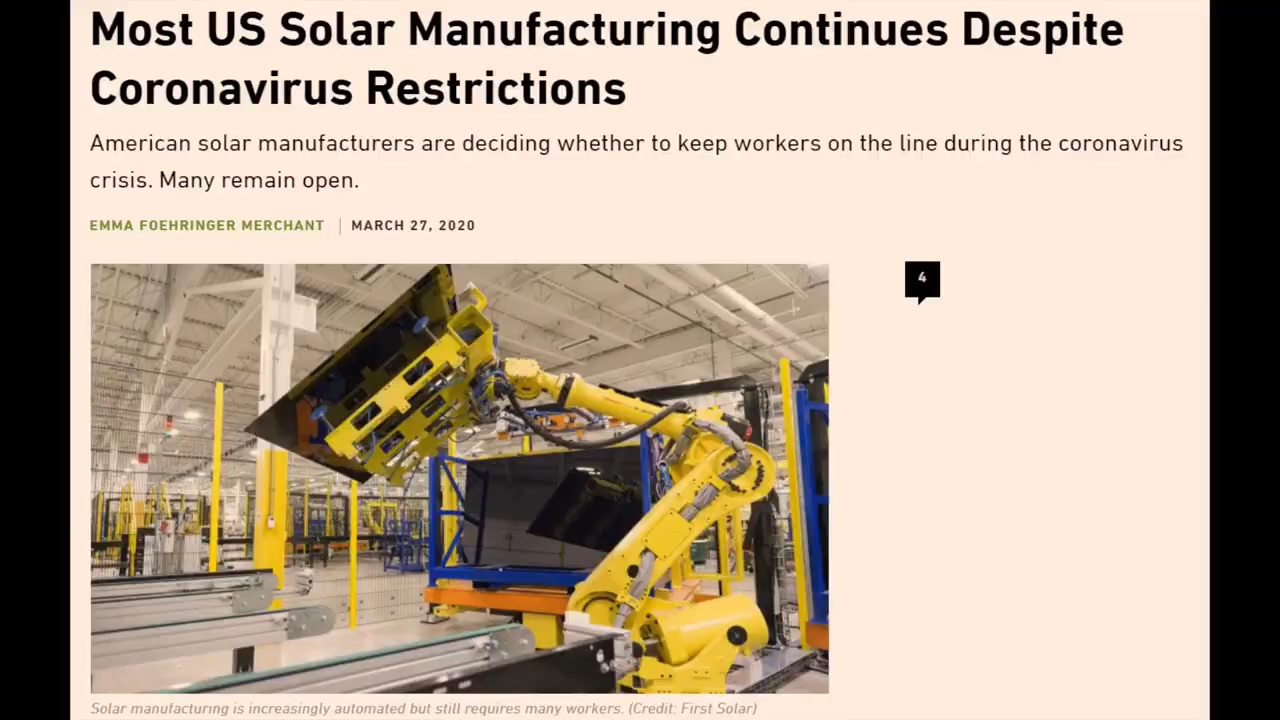 Most US Solar Manufacturing Continues Despite
Coronavirus Restrictions
American solar manufacturers are deciding whether to keep workers on the line during the coronavirus
crisis. Many remain open.
EMMA FOEHRINGER MERCHANT | MARCH 27, 2020
4
Solar manufacturing is increasingly automated but still requires many workers. (Credit: First Solar)